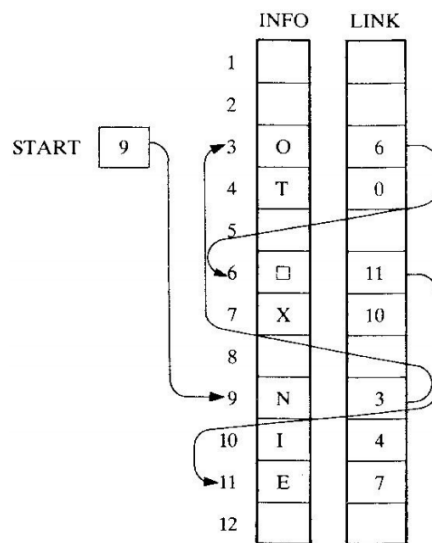 INFO LINK
1
2
START 9 3 O 6
4 T 0
5
6 □ 11
7 X 10
8
9 N 3
10 I 4
11 E 7
12